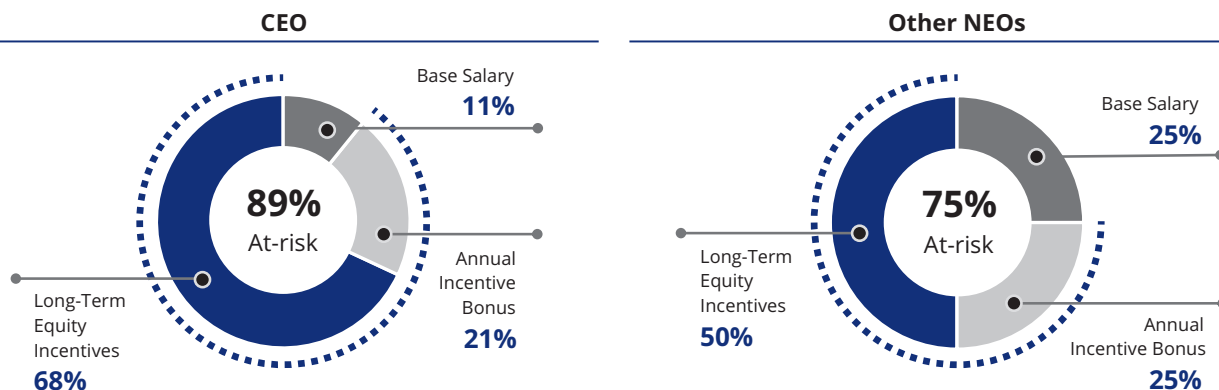 CEO
Base Salary
11%
89%
At-risk
Annual
Incentive
Bonus
21%
Long-Term
Equity
Incentives
68%
Other NEOs
Base Salary
25%
75%
At-risk
Long-Term
Equity
Incentives
50%
Annual
Incentive Bonus
25%